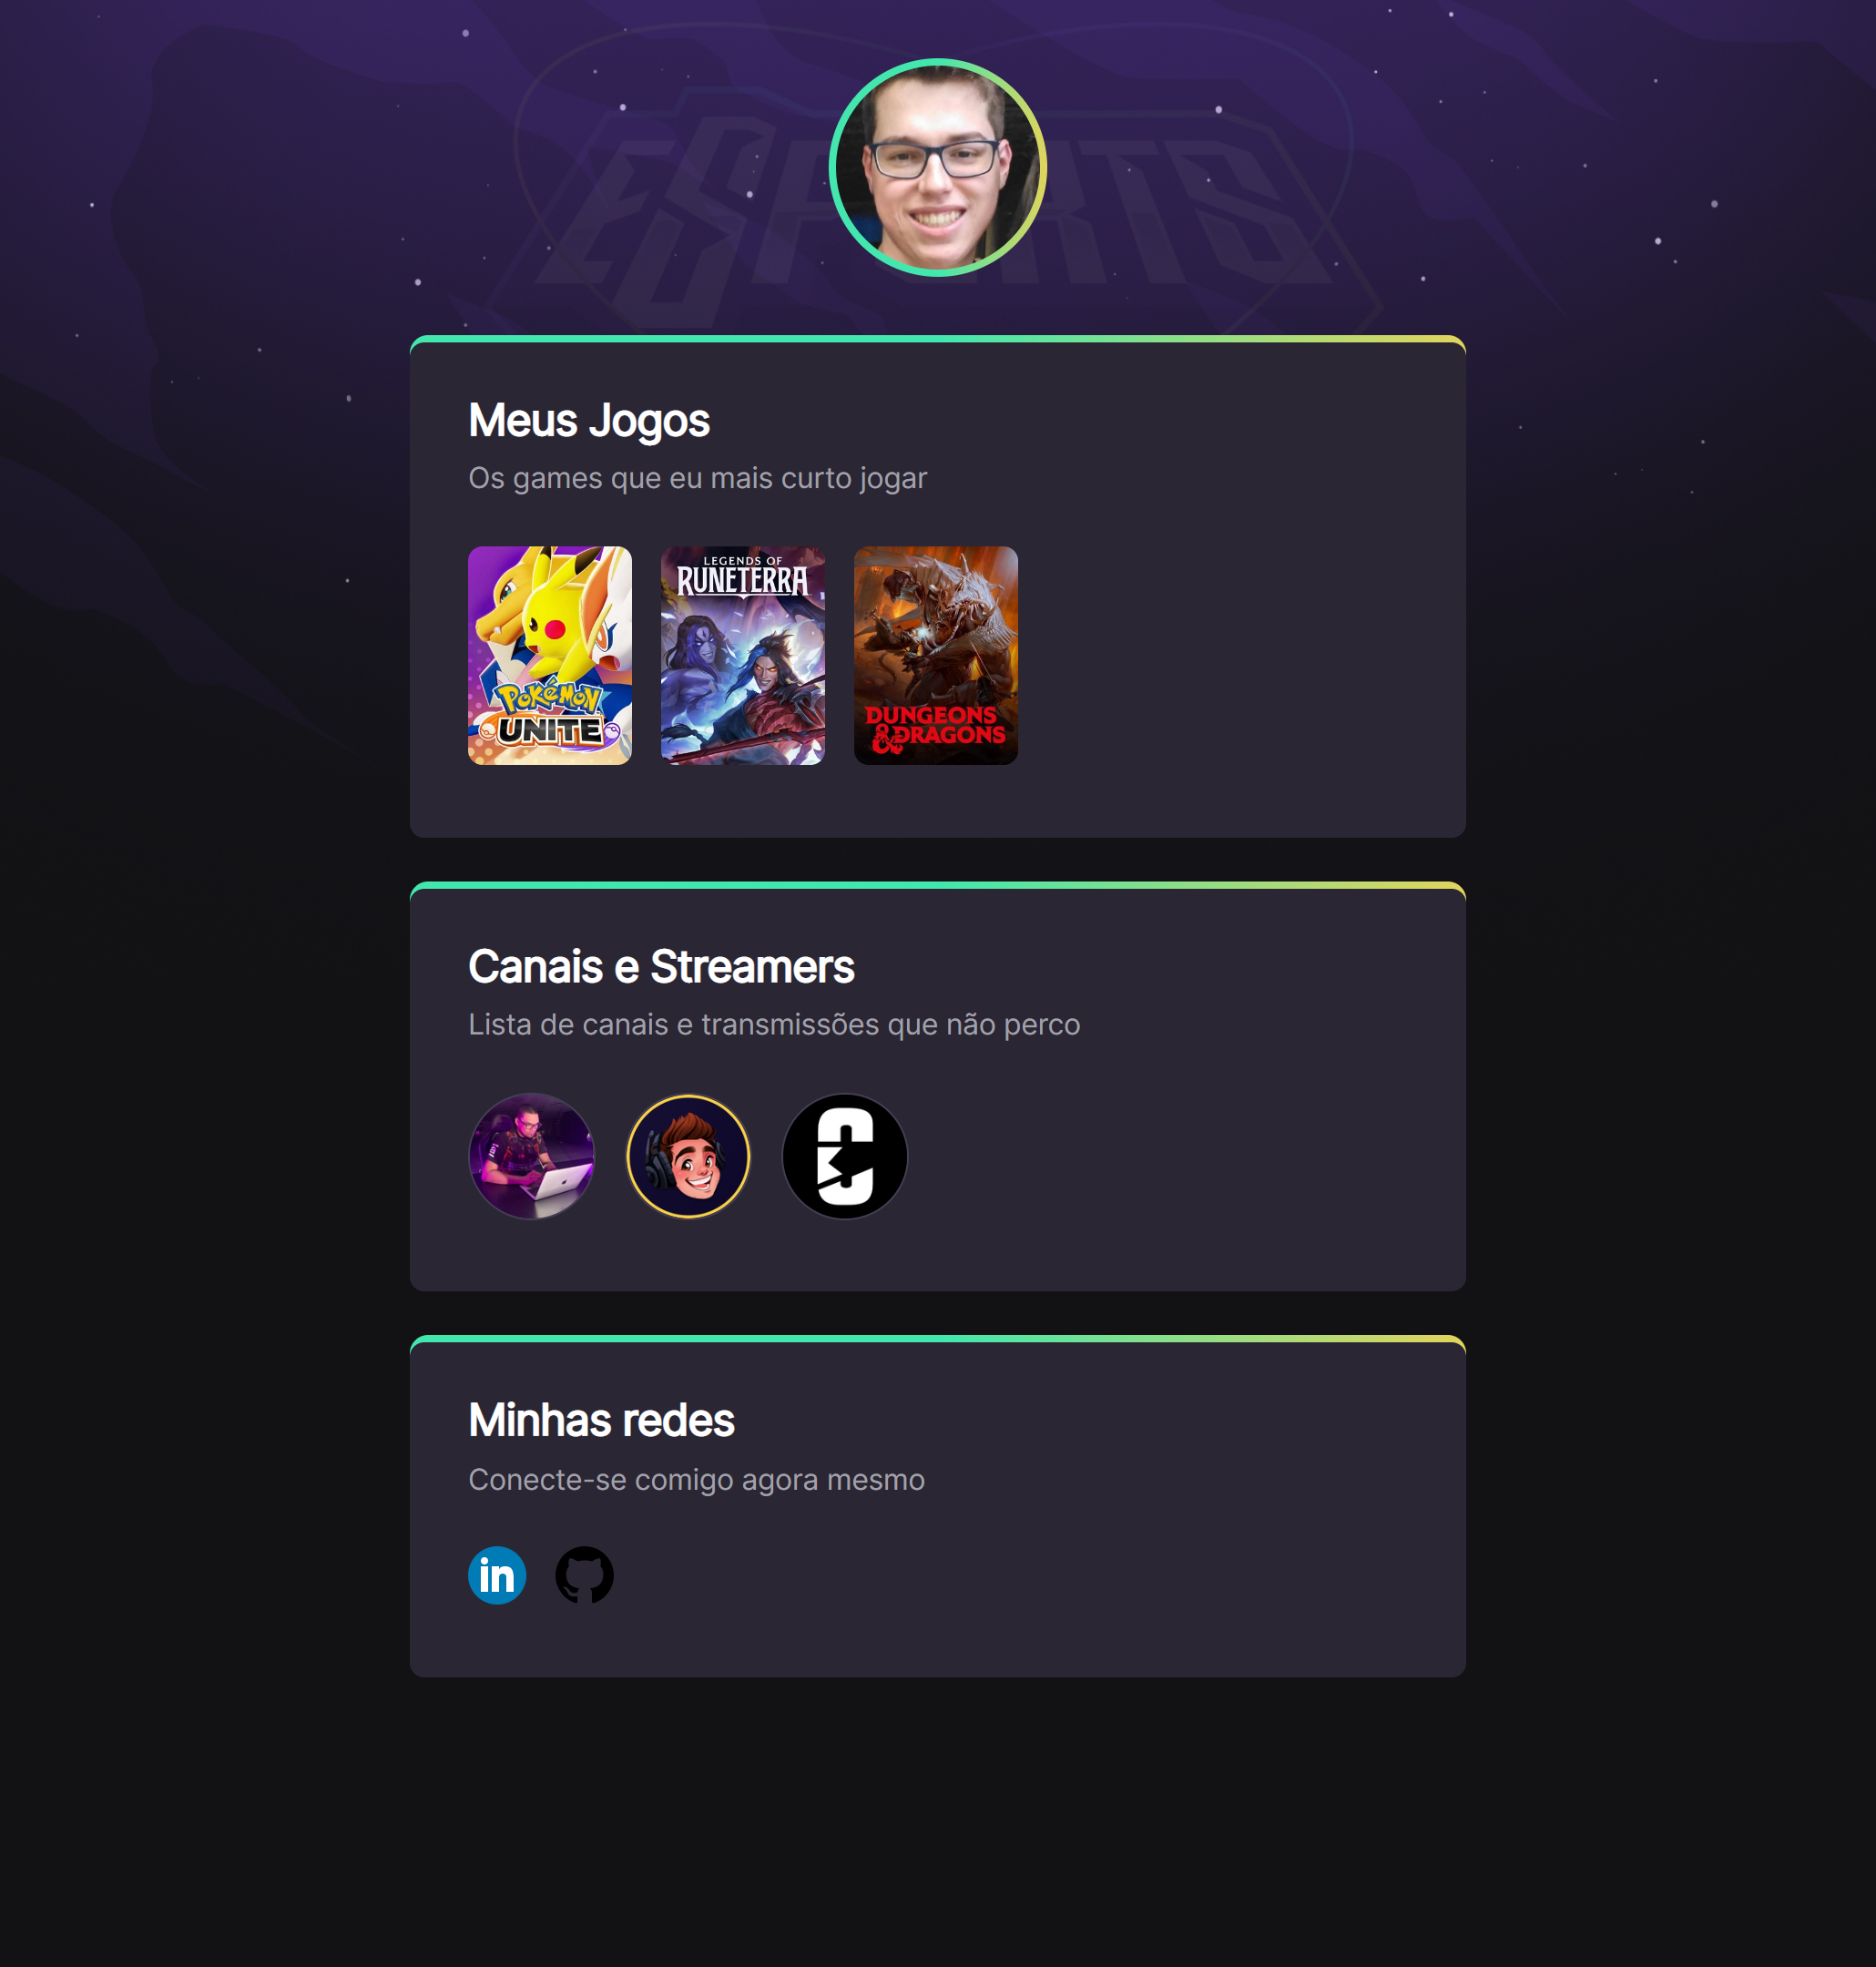 ESPORTS
Meus Jogos
Os games que eu mais curto jogar
POKÉMON
UNITE
LEGENDS OF
RUNETERRA
DUNGEONS
& DRAGONS
Canais e Streamers
Lista de canais e transmissões que não perco
Minhas redes
Conecte-se comigo agora mesmo
in